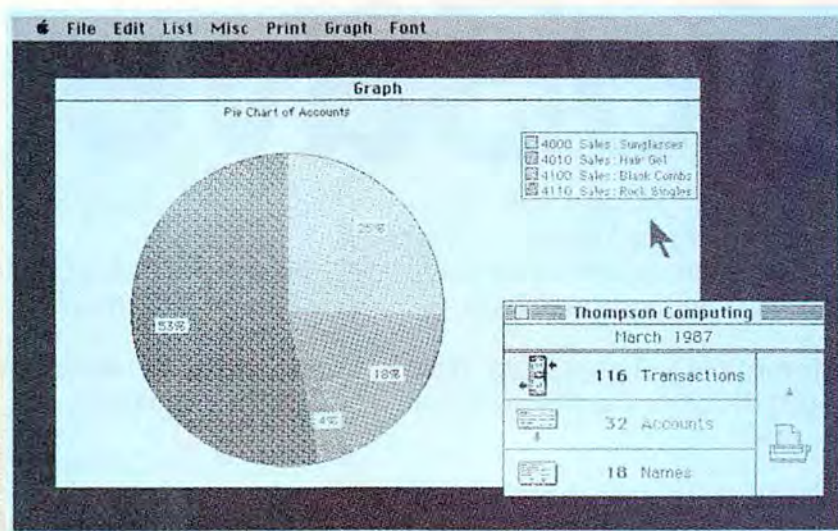 File Edit List Misc Print Graph Font
Graph
Pie Chart of Accounts
4000 Sales: Sunglasses
4010 Sales: Hair Gel
4100 Sales: Black Combs
4110 Sales: Rock Singles
25%
53%
18%
4%
Thompson Computing
March 1987
116 Transactions
32 Accounts
18 Names